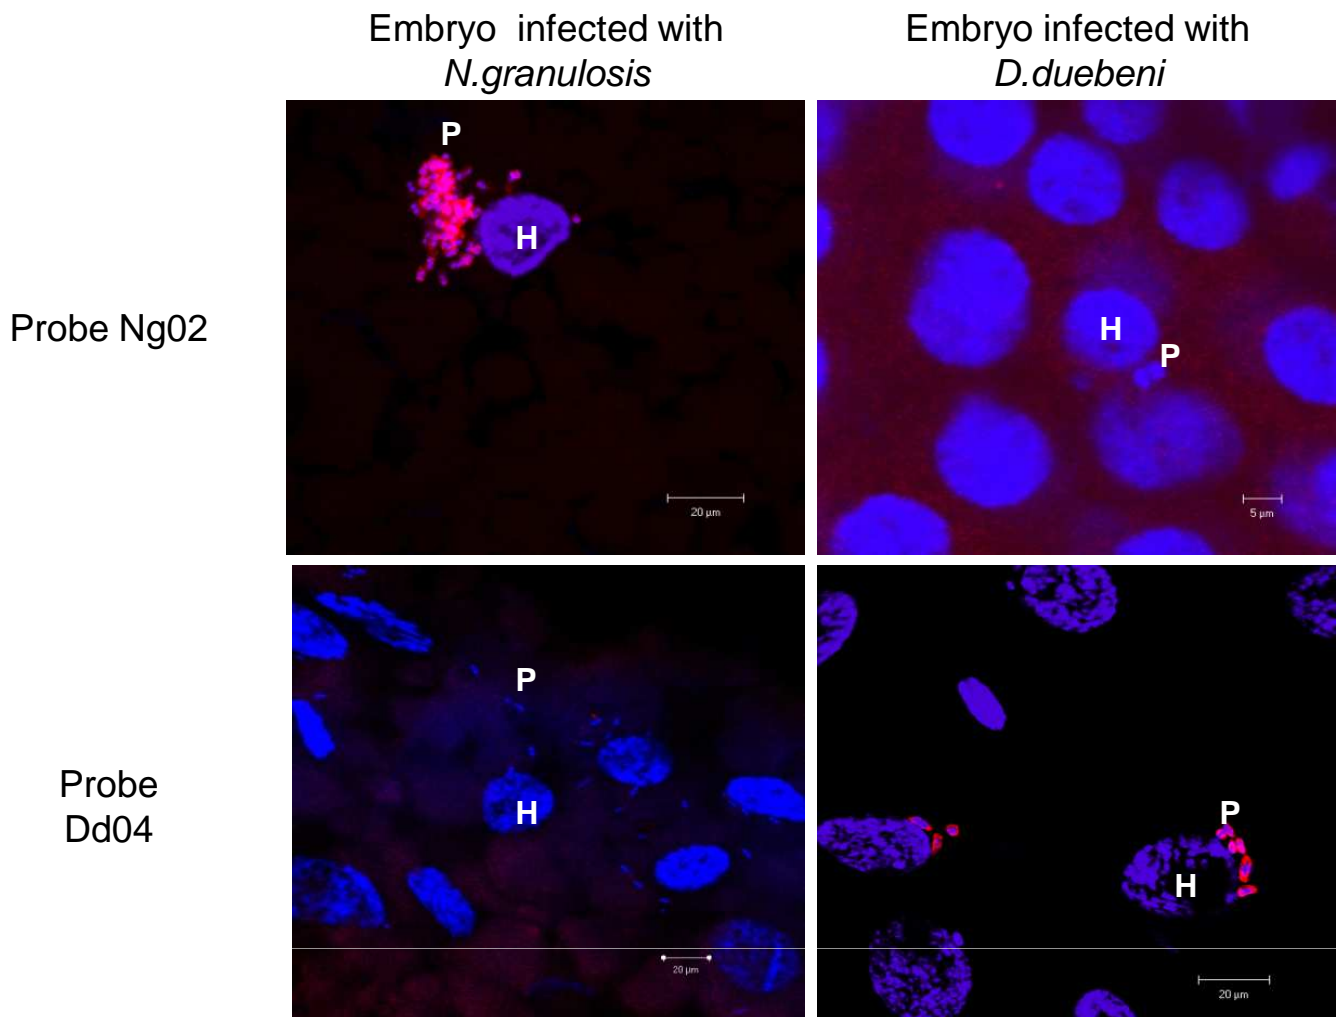 Embryo infected with
N.granulosis
Embryo infected with
D.duebeni
Probe Ng02
P
H
20 µm
H
P
5 µm
Probe
Dd04
P
H
20 µm
P
H
20 µm